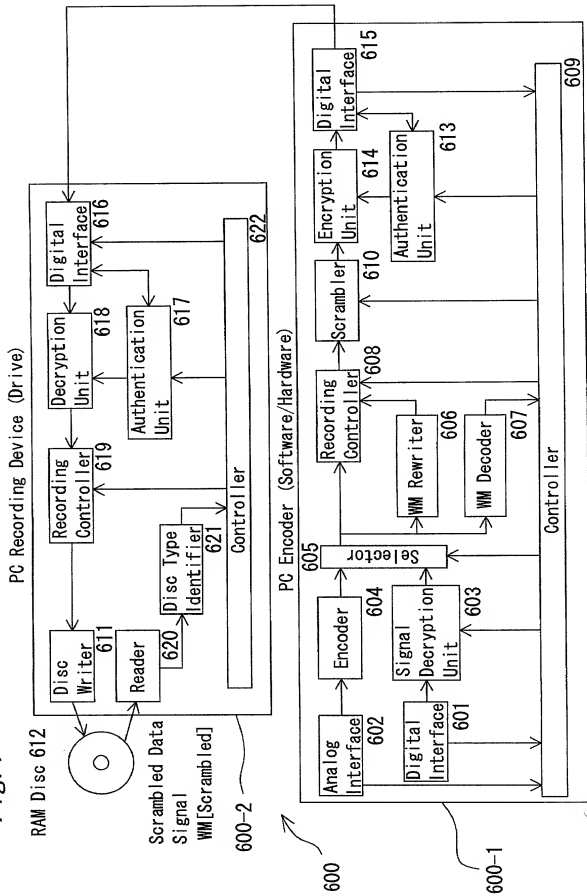 PC Recording Device (Drive)
RAM Disc 612
Disc
Writer
611
Recording
Controller
619
Decryption
Unit
618
Digital
Interface
616
Authentication
Unit
617
Reader
620
Disc Type
Identifier
621
Controller
622
Scrambled Data
Signal
WM[Scrambled]
600-2
600
PC Encoder (Software/Hardware)
Analog
Interface
602
Encoder
604
605
Selector
Digital
Interface
601
Signal
Decryption
Unit
603
WM Rewriter
606
WM Decoder
607
Recording
Controller
608
Scrambler
610
Encryption
Unit
614
Authentication
Unit
613
Digital
Interface
615
Controller
609
600-1